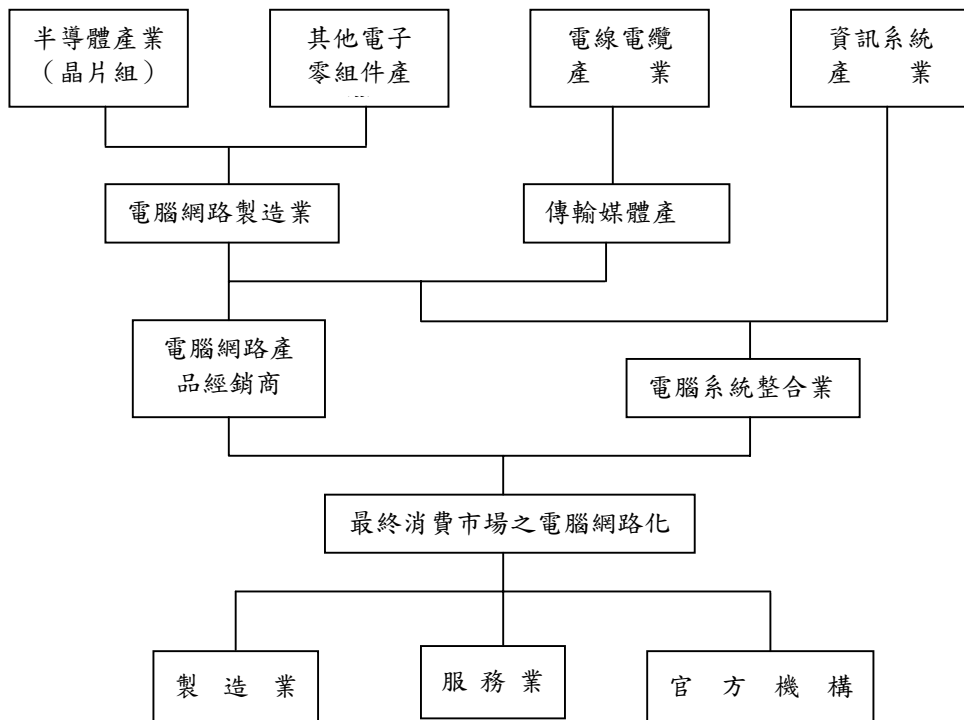 半導體產業
（晶片組）
其他電子
零組件產
電線電纜
產 業
資訊系統
產 業
電腦網路製造業
傳輸媒體產
電腦網路產
品經銷商
電腦系統整合業
最終消費市場之電腦網路化
製 造 業
服 務 業
官 方 機 構